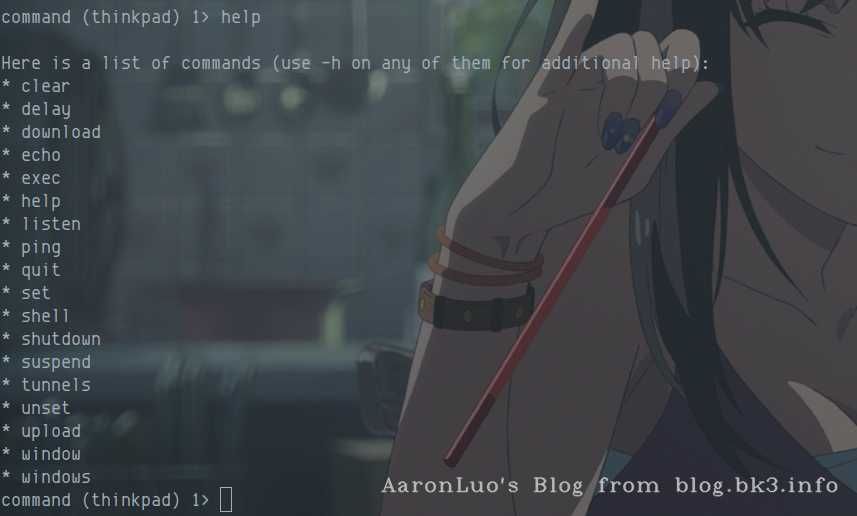 command (thinkpad) 1> help
Here is a list of commands (use -h on any of them for additional help):
* clear
* delay
* download
* echo
* exec
* help
* listen
* ping
* quit
* set
* shell
* shutdown
* suspend
* tunnels
* unset
* upload
* window
* windows
command (thinkpad) 1>
AaronLuo's Blog from blog.bk3.info